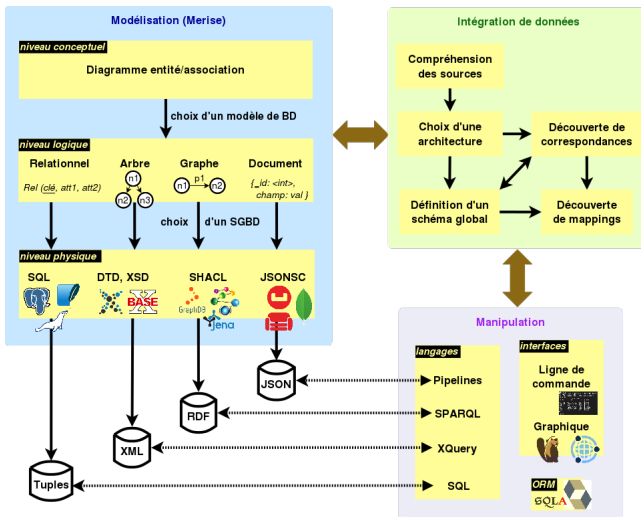 Modélisation (Merise)
niveau conceptuel
Diagramme entité/association
choix d'un modèle de BD
niveau logique
Relationnel
Rel (clé, att1, att2)
Arbre
n1
n2
n3
Graphe
n1
p1
n2
Document
{_id: <int>,
champ: val }
choix d'un SGBD
niveau physique
SQL
DTD, XSD
BASE
X
SHACL
GraphDB
Jena
JSONSC
JSON
RDF
XML
Tuples
Intégration de données
Compréhension
des sources
Choix d'une
architecture
Découverte de
correspondances
Définition d'un
schéma global
Découverte
de mappings
Manipulation
langages
Pipelines
SPARQL
XQuery
SQL
interfaces
Ligne de
commande
Graphique
ORM
SQLA